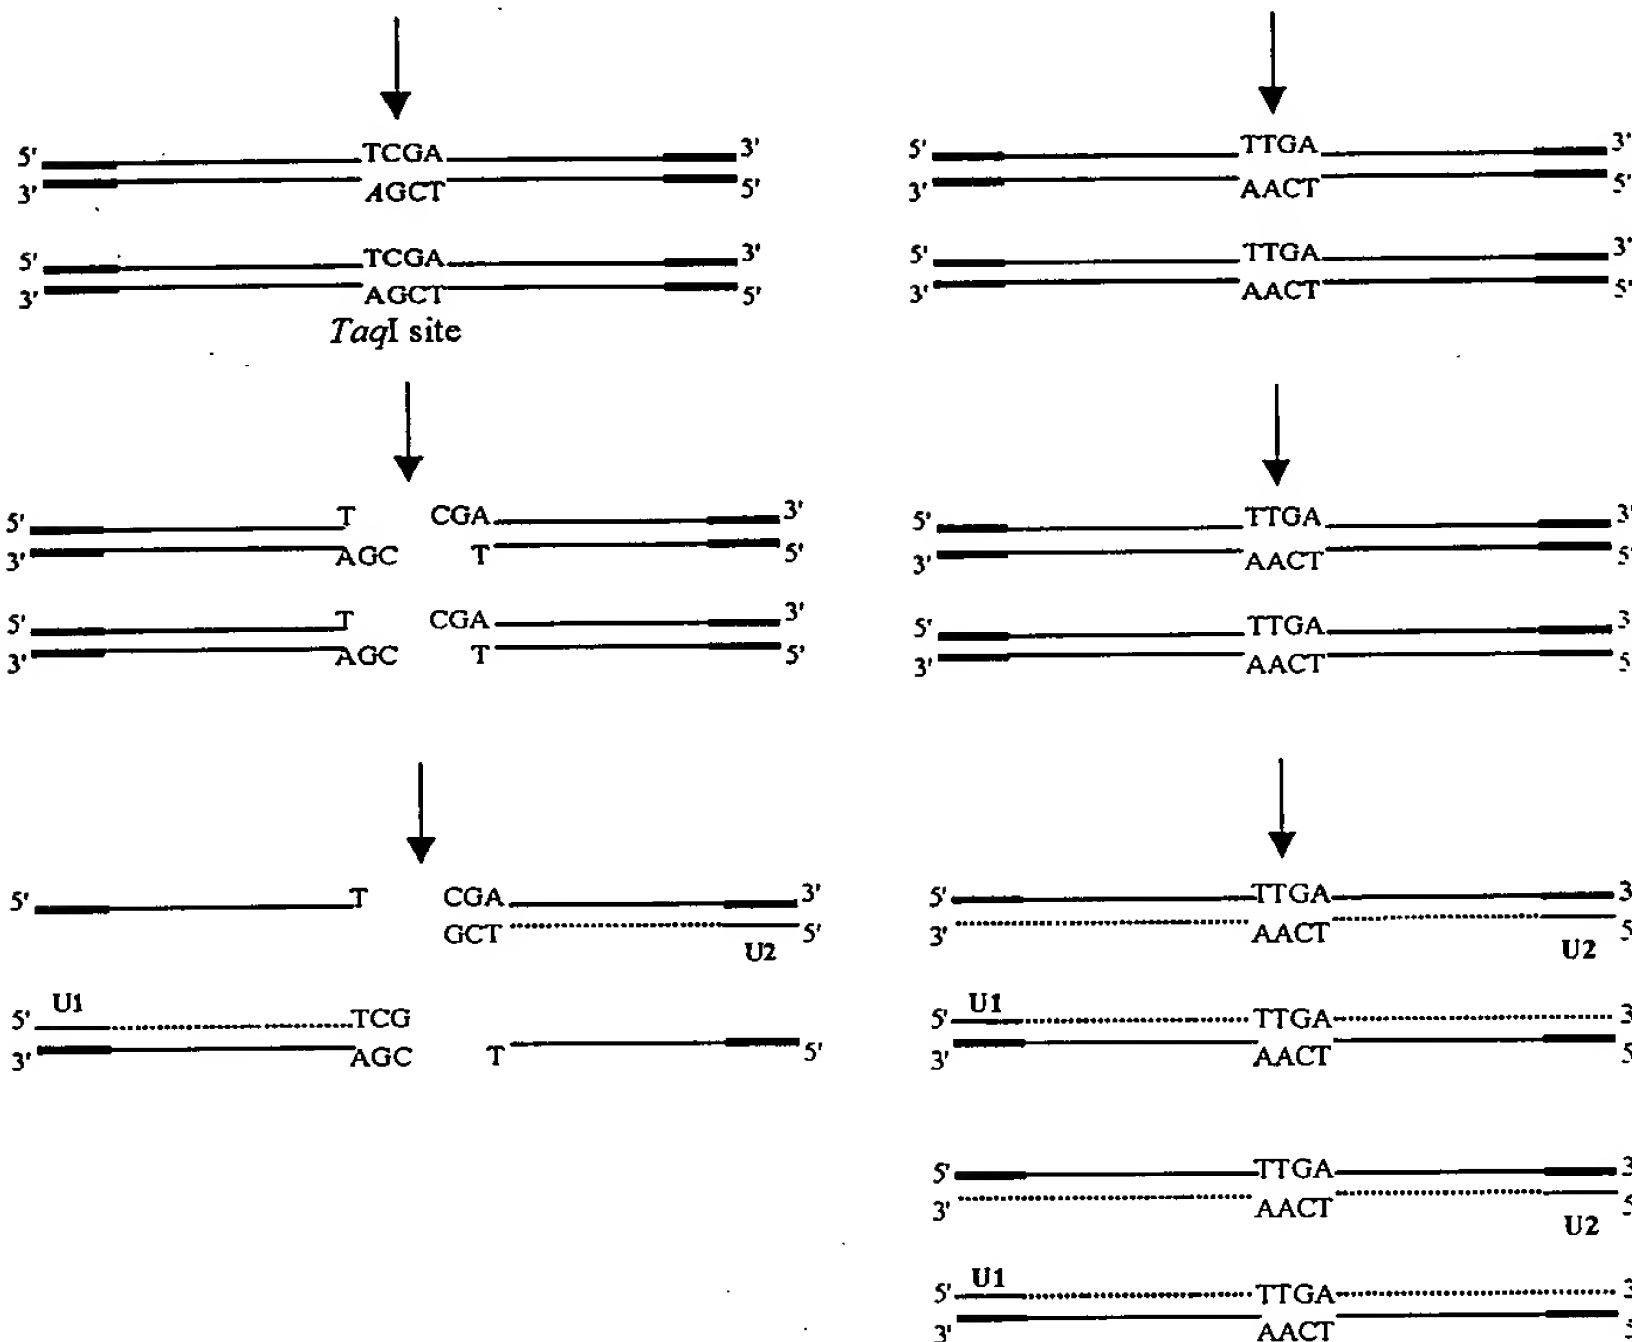 5' TCGA 3'
3' AGCT 5'
5' TCGA 3'
3' AGCT 5'
TaqI site
5' T CGA 3'
3' AGC T 5'
5' T CGA 3'
3' AGC T 5'
5' T CGA 3'
GCT 5'
U2
U1
5' TCG
3' AGC T 5'
5' TTGA 3'
3' AACT 5'
5' TTGA 3'
3' AACT 5'
5' TTGA 3'
3' AACT 5'
5' TTGA 3
3' AACT 5
5' TTGA 3
3' AACT 5
U2
U1
5' TTGA 3
3' AACT 5
5' TTGA 3
3' AACT 5
U2
U1
5' TTGA 3
3' AACT 5